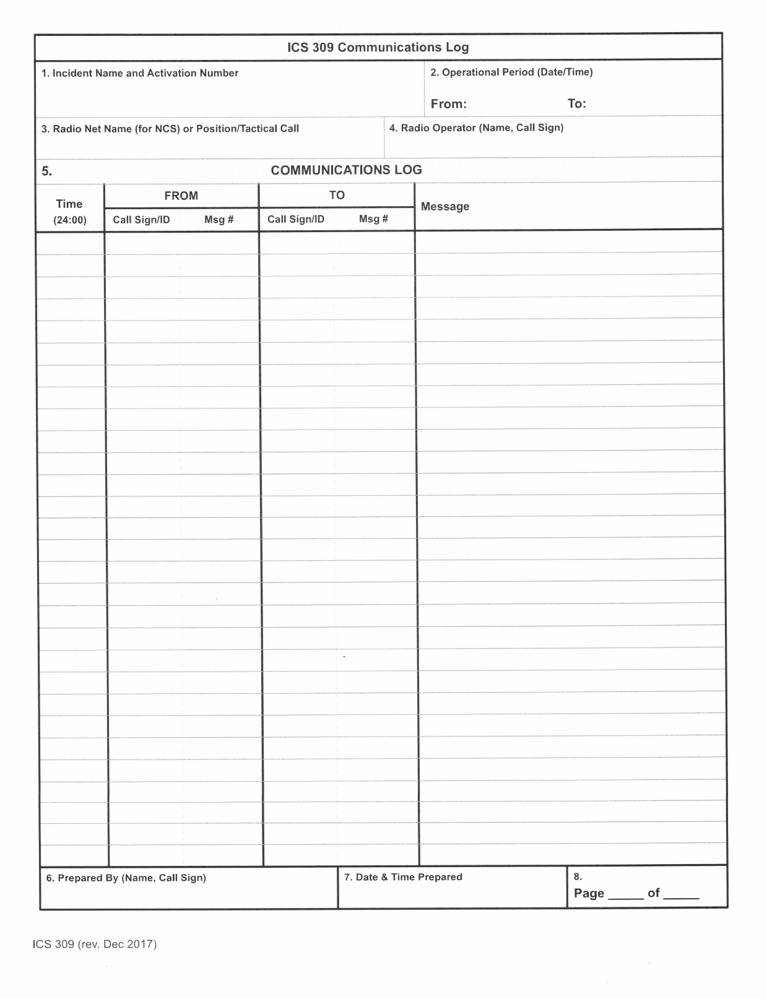 ICS 309 Communications Log
1. Incident Name and Activation Number
2. Operational Period (Date/Time)
From: To:
3. Radio Net Name (for NCS) or Position/Tactical Call
4. Radio Operator (Name, Call Sign)
5. COMMUNICATIONS LOG
Time
(24:00)
FROM
Call Sign/ID Msg #
TO
Call Sign/ID Msg #
Message
6. Prepared By (Name, Call Sign)
7. Date & Time Prepared
8.
Page _____ of _____
ICS 309 (rev. Dec 2017)